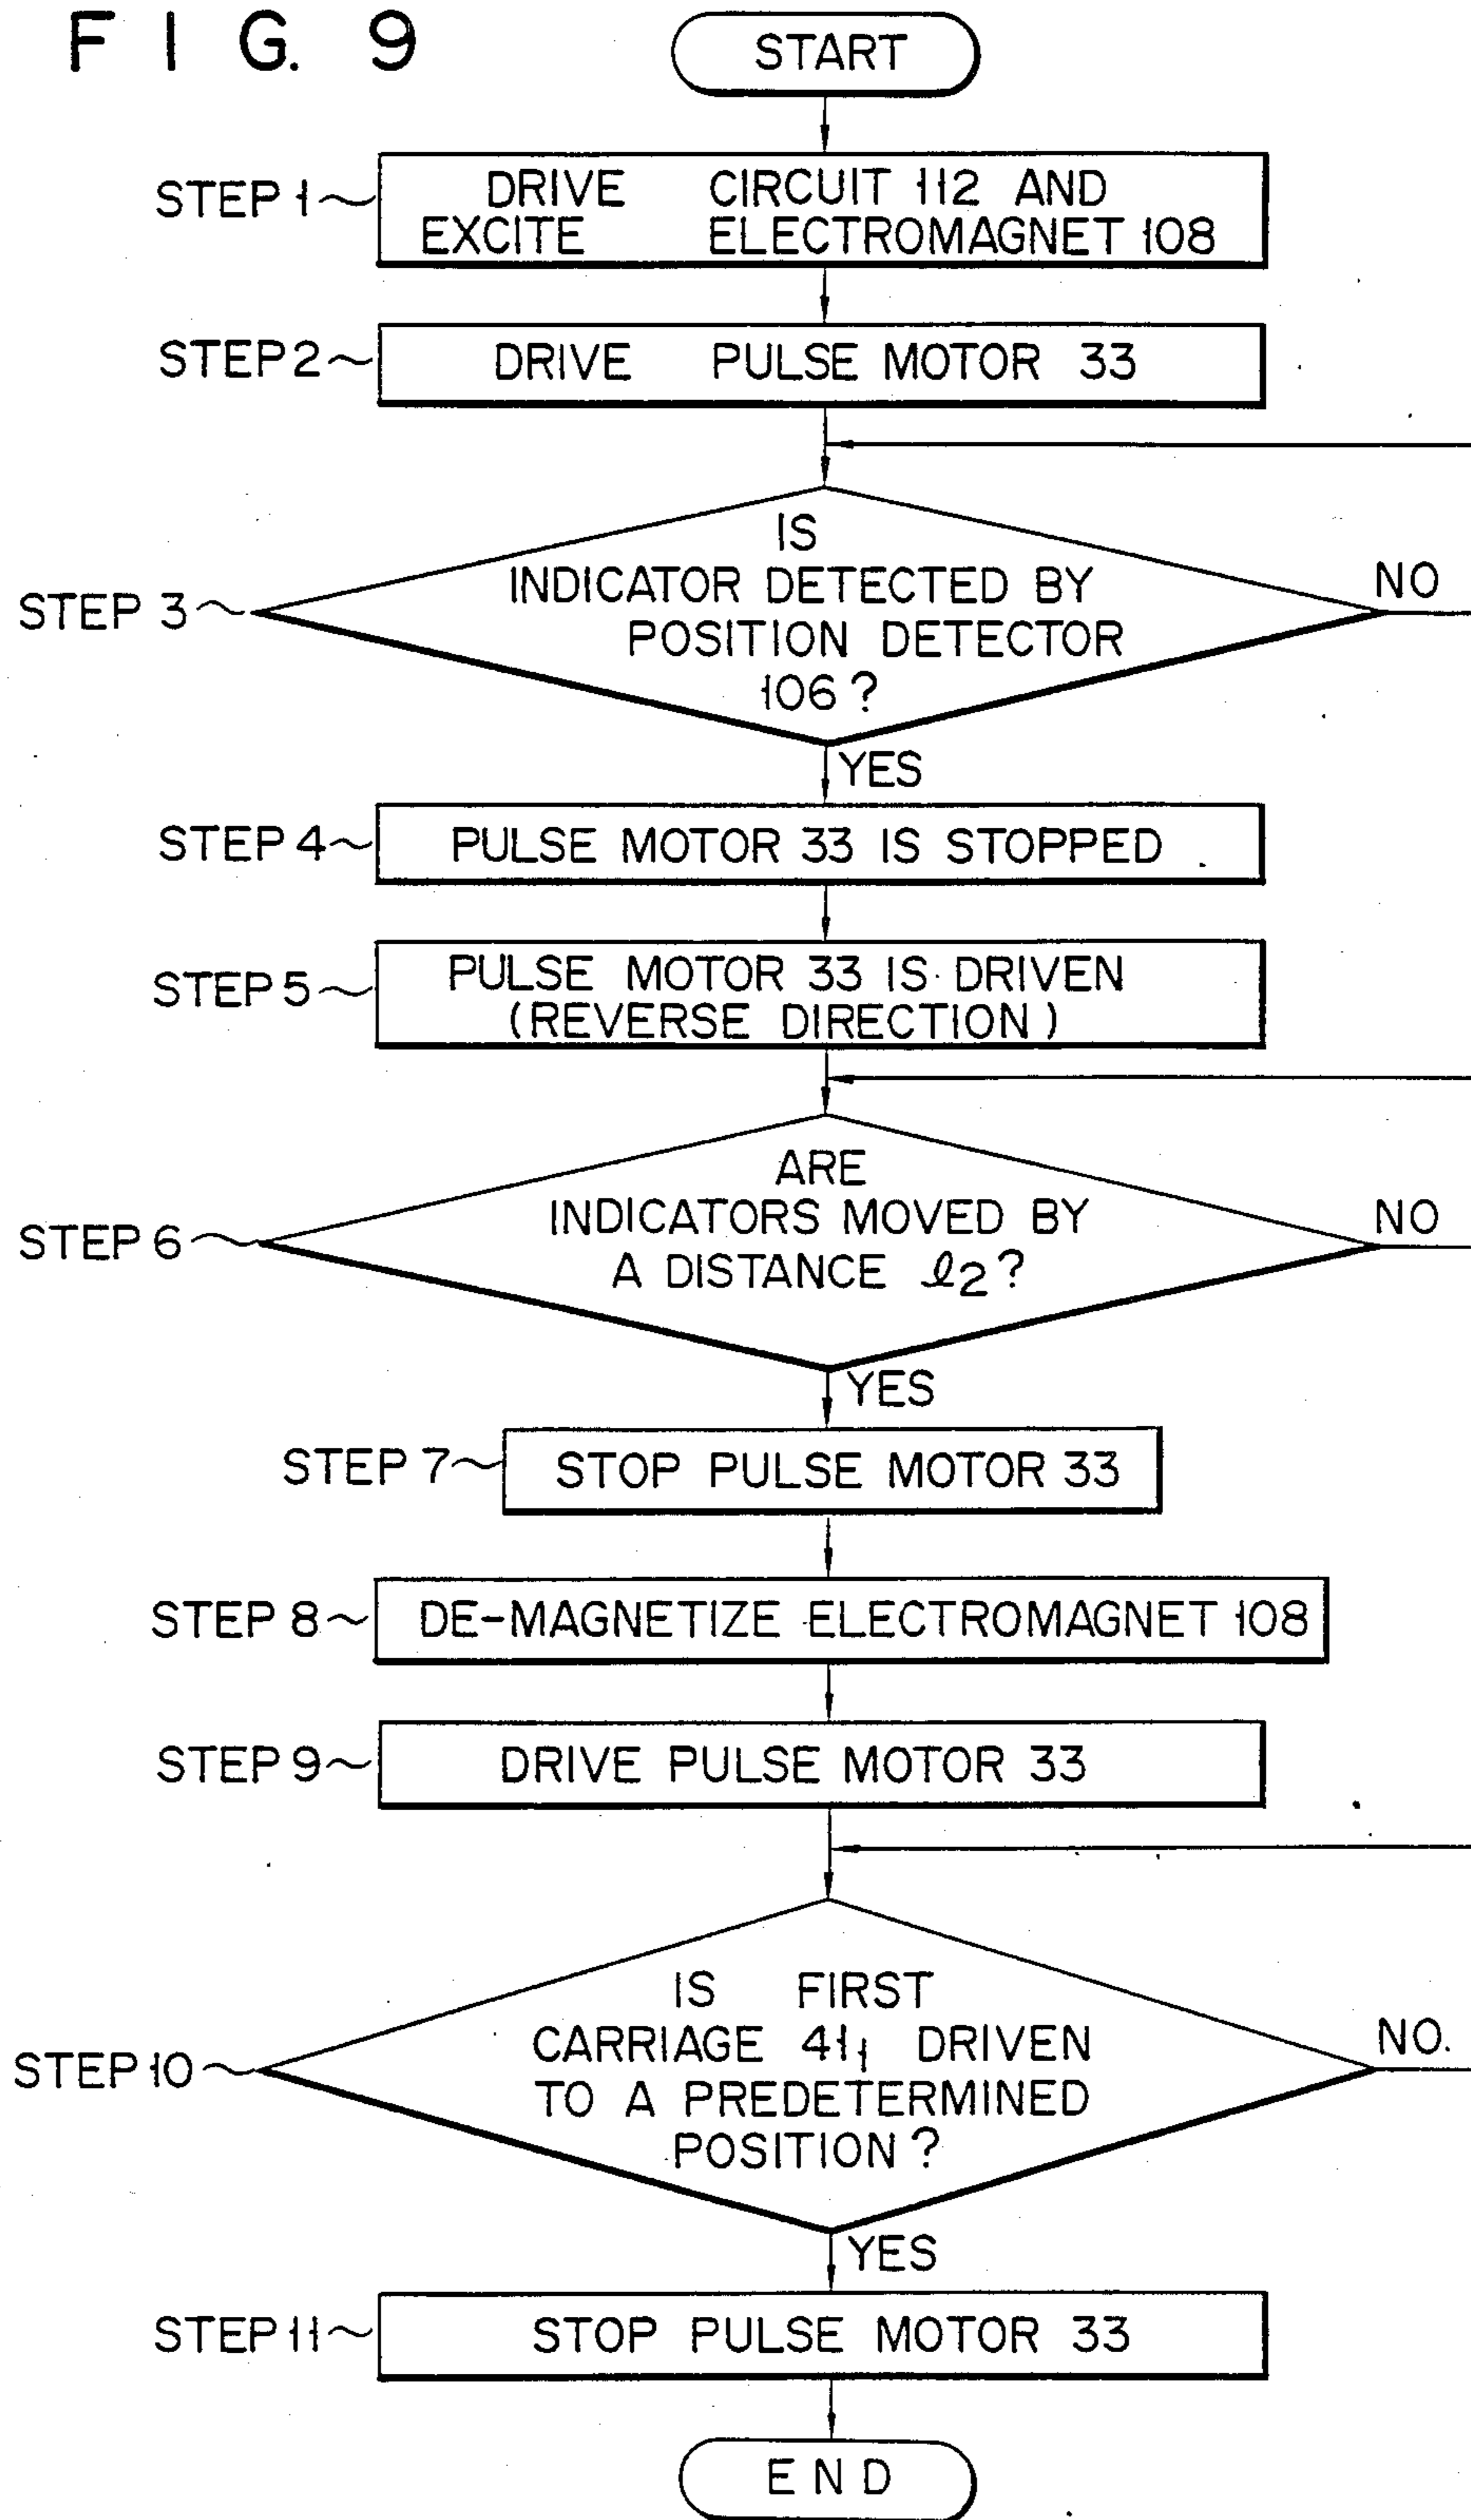 FIG. 9
START
STEP 1
DRIVE CIRCUIT 112 AND
EXCITE ELECTROMAGNET 108
STEP 2
DRIVE PULSE MOTOR 33
STEP 3
IS
INDICATOR DETECTED BY
POSITION DETECTOR
106?
NO
YES
STEP 4
PULSE MOTOR 33 IS STOPPED
STEP 5
PULSE MOTOR 33 IS DRIVEN
(REVERSE DIRECTION)
STEP 6
ARE
INDICATORS MOVED BY
A DISTANCE ℓ2?
NO
YES
STEP 7
STOP PULSE MOTOR 33
STEP 8
DE-MAGNETIZE ELECTROMAGNET 108
STEP 9
DRIVE PULSE MOTOR 33
STEP 10
IS FIRST
CARRIAGE 41₁ DRIVEN
TO A PREDETERMINED
POSITION?
NO.
YES
STEP 11
STOP PULSE MOTOR 33
END